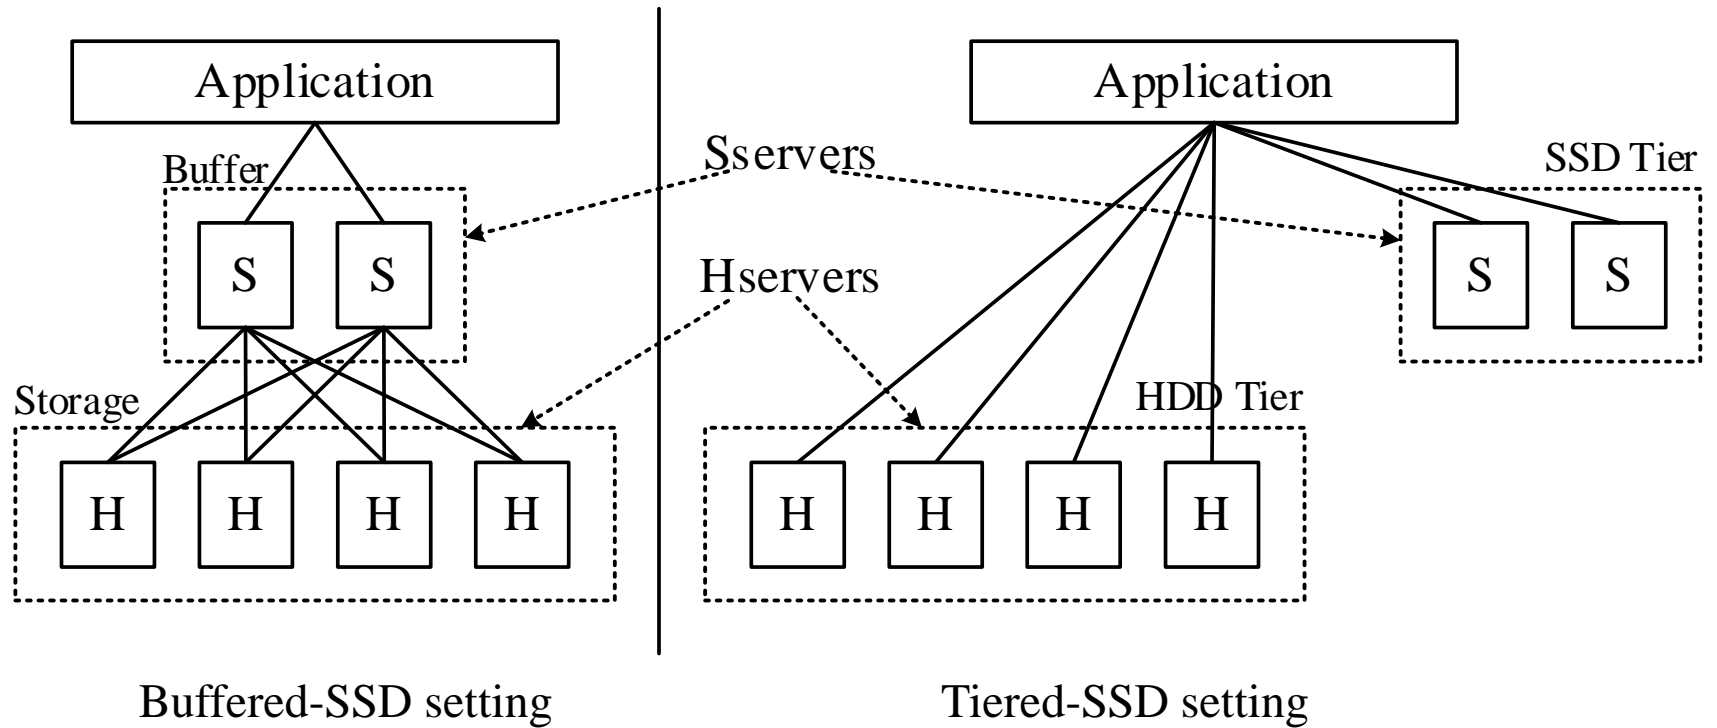 Application
Buffer
S S
Storage
H H H H
Buffered-SSD setting
Sservers
Hservers
Application
SSD Tier
S S
HDD Tier
H H H H
Tiered-SSD setting